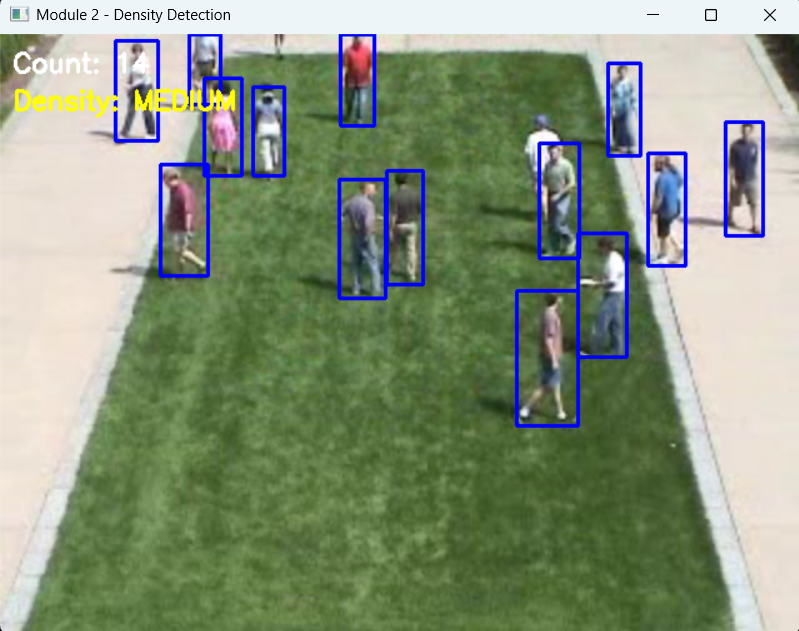 Module 2 - Density Detection
Count: 14
Density: MEDIUM